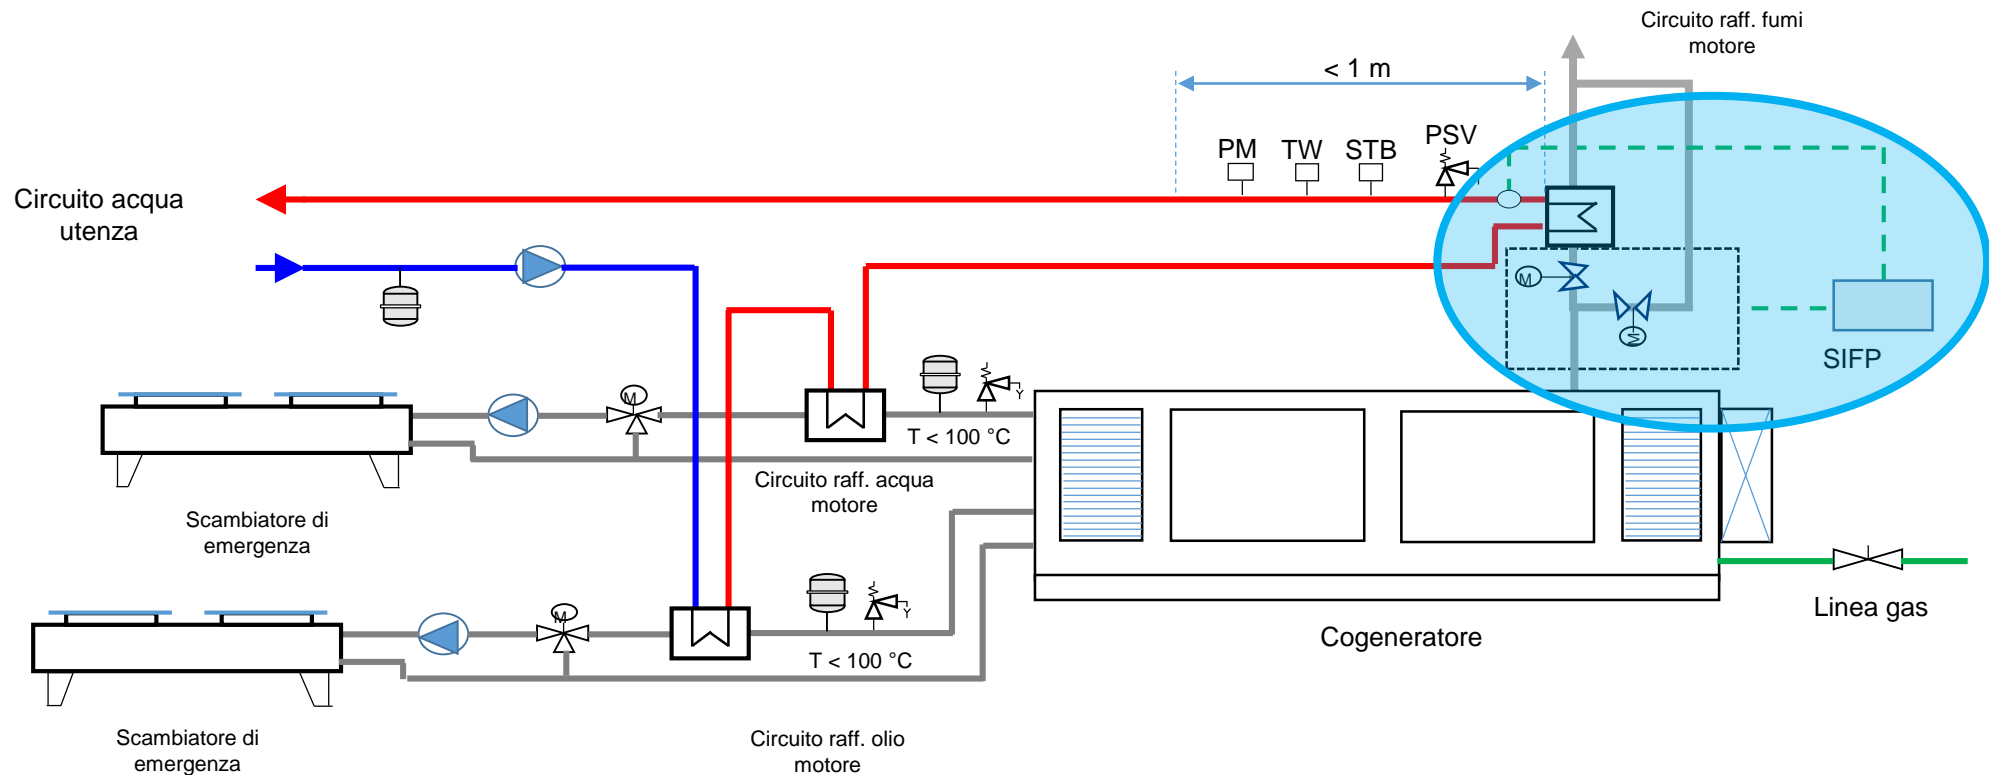 Circuito raff. fumi
motore
< 1 m
PM
TW
STB
PSV
Circuito acqua
utenza
M
M
SIFP
M
T < 100 °C
Y
Circuito raff. acqua
motore
Scambiatore di
emergenza
M
T < 100 °C
Y
Linea gas
Cogeneratore
Scambiatore di
emergenza
Circuito raff. olio
motore